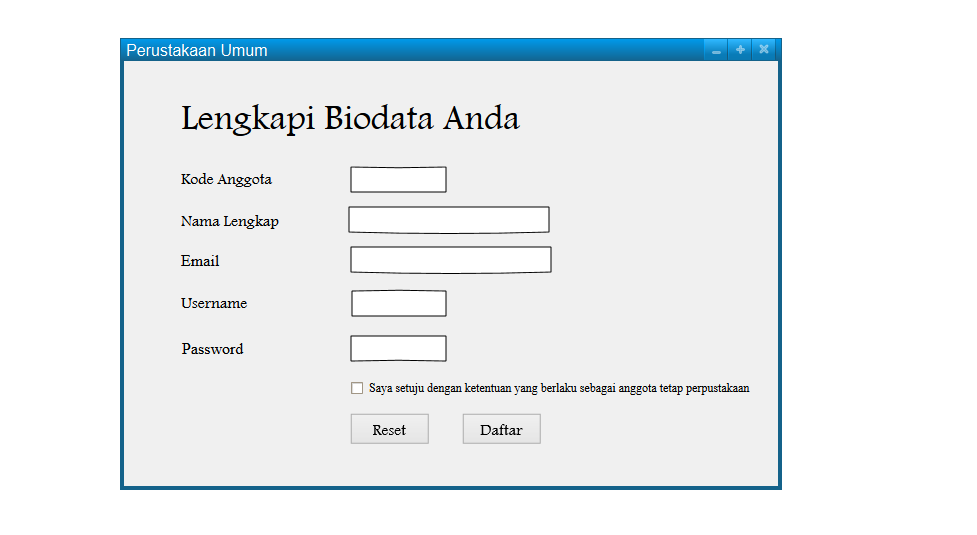 Perustakaan Umum
Lengkapi Biodata Anda
Kode Anggota
Nama Lengkap
Email
Username
Password
Saya setuju dengan ketentuan yang berlaku sebagai anggota tetap perpustakaan
Reset Daftar